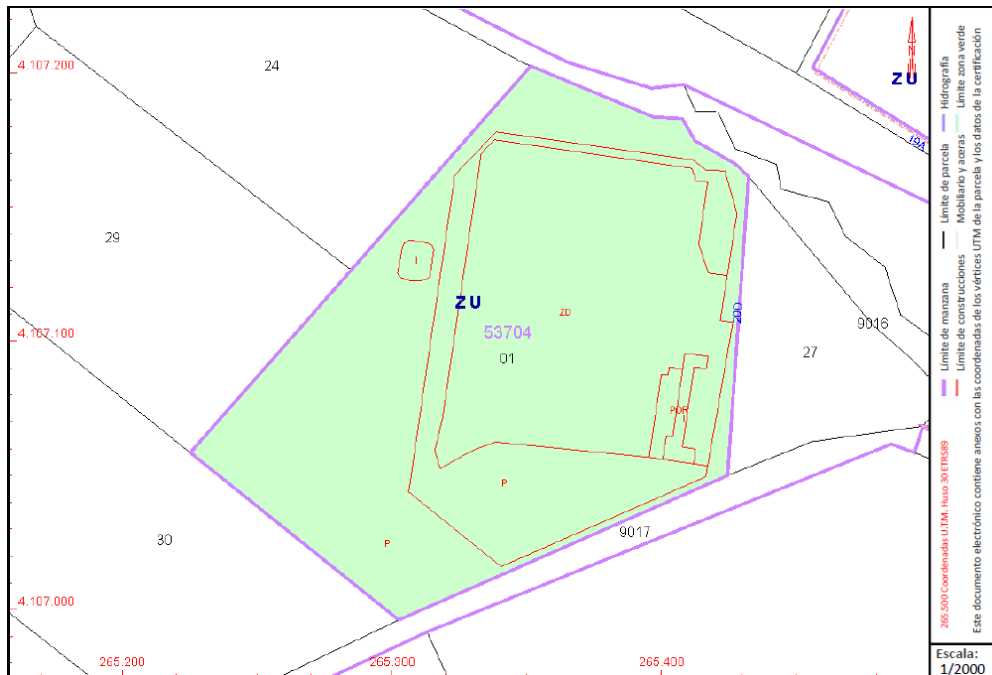 24
4.107.200
ZU
19A
29
I
ZU
ZD
4.107.100
53704
20D
9016
01
27
POR
I
P
30
P
9017
4.107.000
265.200
265.300
265.400
Límite de manzana
Límite de parcela
Hidrografía
Límite de construcciones
Mobiliario y aceras
Límite zona verde
265.500 Coordenadas U.T.M. Huso 30 ETRS89
Este documento electrónico contiene anexos con las coordenadas de los vértices UTM de la parcela y los datos de la certificación
Escala:
1/2000